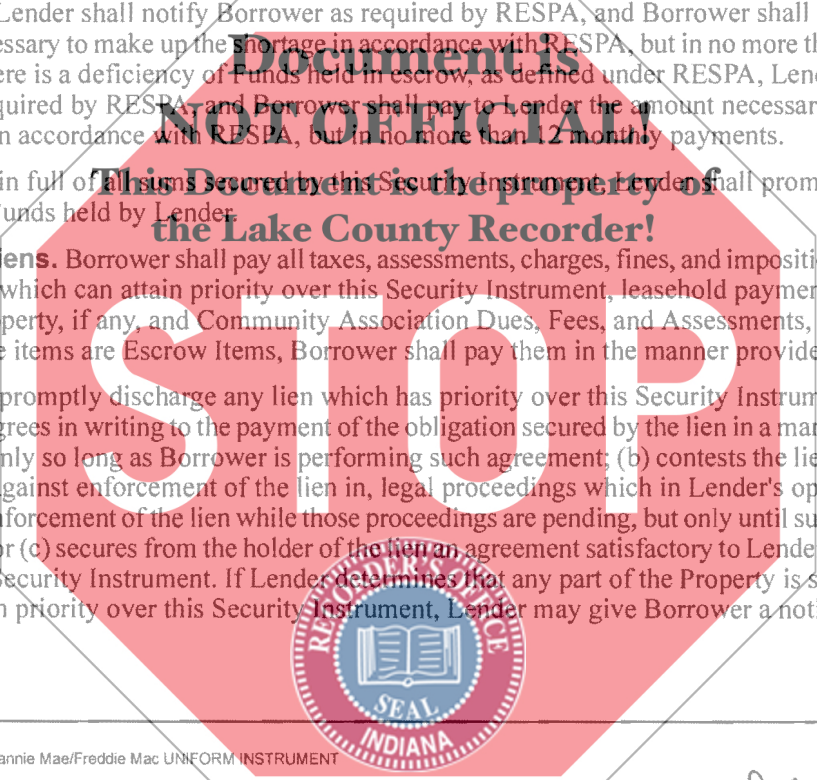 Lender shall notify Borrower as required by RESPA, and Borrower shall
essary to make up the shortage in accordance with RESPA, but in no more th
Document is
ere is a deficiency of Funds held in escrow, as defined under RESPA, Lend
quired by RESPA, and Borrower shall pay to Lender the amount necessar
NOT OFFICIAL!
n accordance with RESPA, but in no more than 12 monthly payments.
This Document is the property of
in full of all sums secured by this Security Instrument, Lender shall prom
Funds held by Lender.
the Lake County Recorder!
iens. Borrower shall pay all taxes, assessments, charges, fines, and impositi
which can attain priority over this Security Instrument, leasehold paymer
operty, if any, and Community Association Dues, Fees, and Assessments,
e items are Escrow Items, Borrower shall pay them in the manner provide
STOP
promptly discharge any lien which has priority over this Security Instrum
grees in writing to the payment of the obligation secured by the lien in a mar
nly so long as Borrower is performing such agreement; (b) contests the lie
gainst enforcement of the lien in, legal proceedings which in Lender's op
nforcement of the lien while those proceedings are pending, but only until su
or (c) secures from the holder of the lien an agreement satisfactory to Lende
Security Instrument. If Lender determines that any part of the Property is s
n priority over this Security Instrument, Lender may give Borrower a noti
RECORDER'S OFFICE
SEAL
INDIANA
annie Mae/Freddie Mac UNIFORM INSTRUMENT